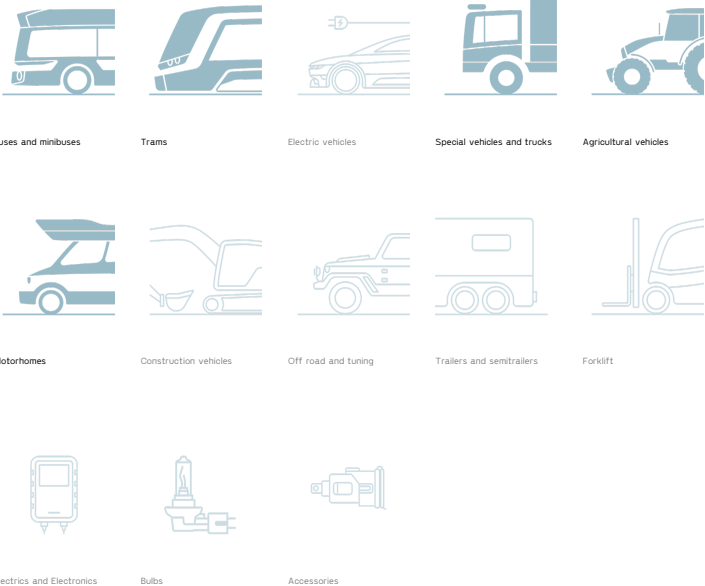 uses and minibuses
Trams
Electric vehicles
Special vehicles and trucks
Agricultural vehicles
otorhomes
Construction vehicles
Off road and tuning
Trailers and semitrailers
Forklift
ectrics and Electronics
Bulbs
Accessories